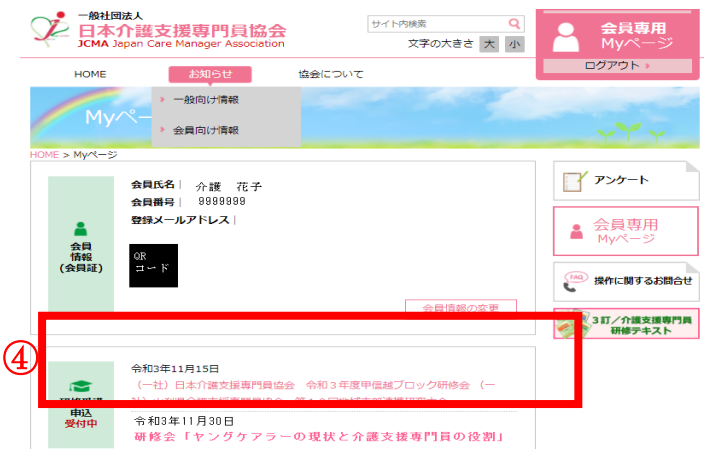 一般社団法人
日本介護支援専門員協会
JCMA Japan Care Manager Association
サイト内検索
文字の大きさ 大 小
会員専用
Myページ
ログアウト
HOME お知らせ 協会について
一般向け情報
会員向け情報
Myペー
HOME > Myページ
会員氏名 | 介護 花子
会員番号 | 9999999
登録メールアドレス |
会員
情報
(会員証)
QR
コード
会員情報の変更
アンケート
会員専用
Myページ
FAQ 操作に関するお問合せ
3訂/介護支援専門員
研修テキスト
④
令和3年11月15日
(一社)日本介護支援専門員協会 令和3年度甲信越ブロック研修会 (一
申込
受付中
令和3年11月30日
研修会「ヤングケアラーの現状と介護支援専門員の役割」